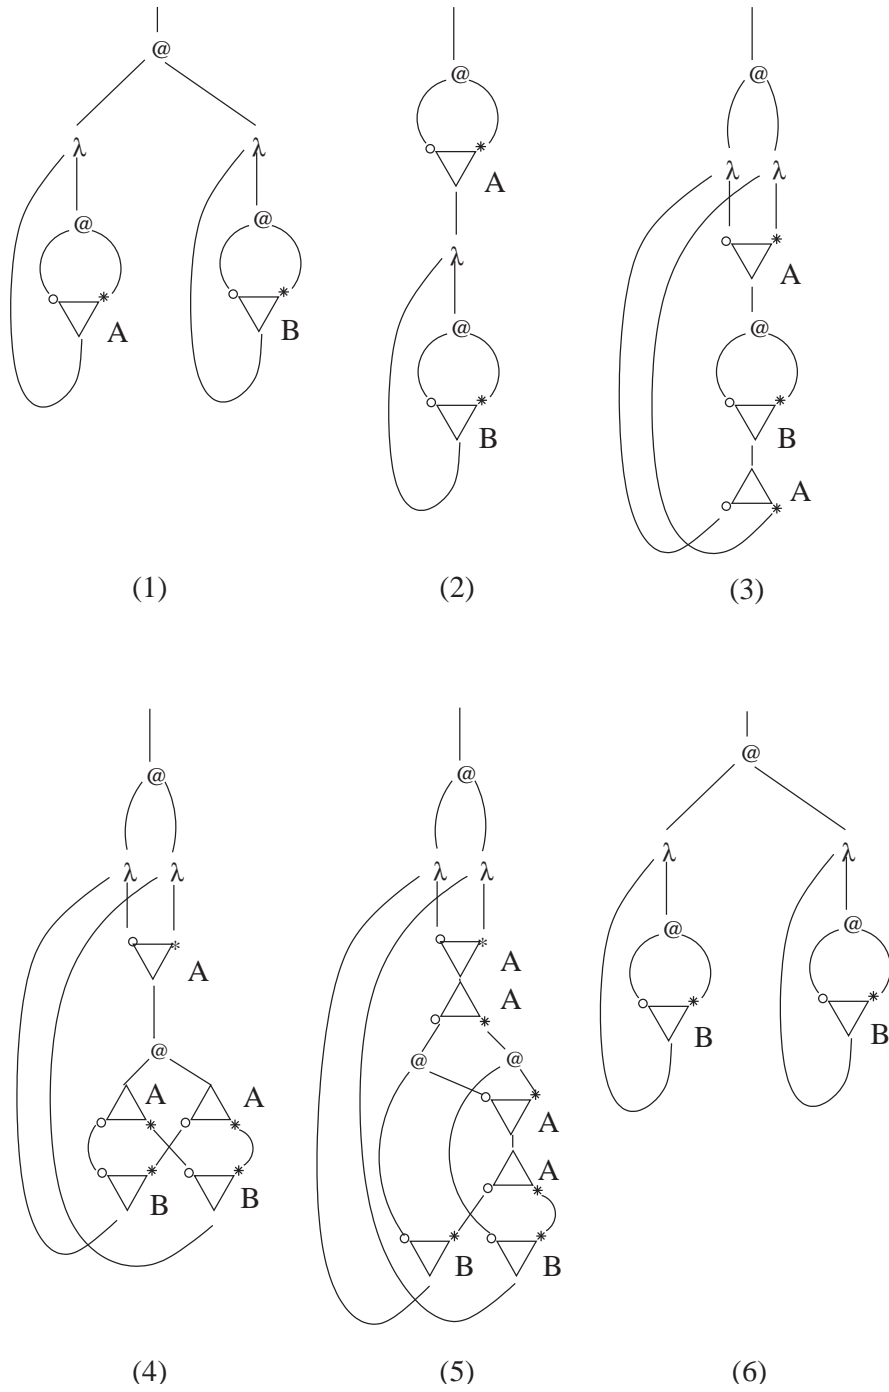 @ @ @
λ λ o * A λ λ
@ @ λ o * A
o * A o * B @ @
o * B o * B
o * A
(1) (2) (3)
@ @ @
λ λ λ λ λ λ
o * A o * A @ @
@ o * A o * B o * B
o * A o * A @ @
o * B o * B o * A
o * A
o * B o * B
(4) (5) (6)